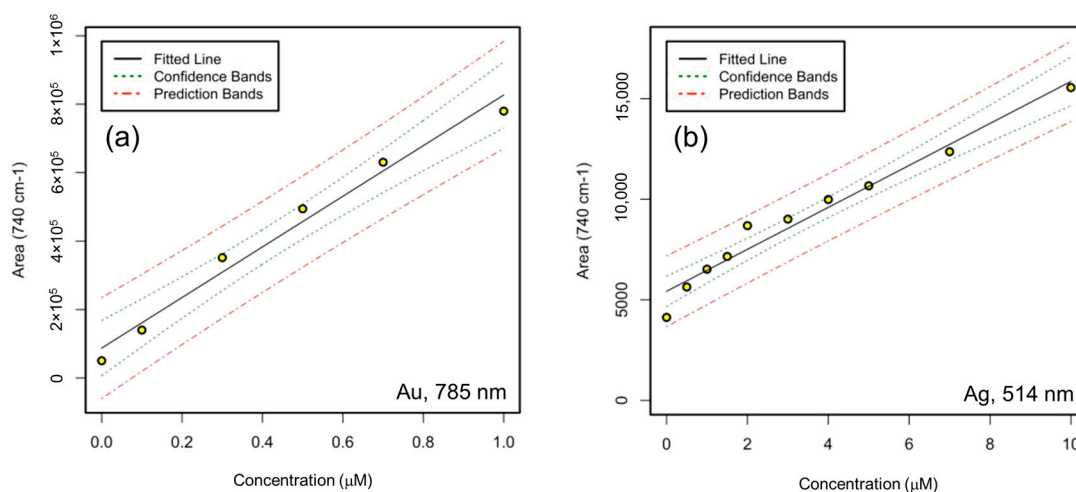 Fitted Line
Confidence Bands
Prediction Bands
(a)
Au, 785 nm
Area (740 cm-1)
0
2×10⁵
4×10⁵
6×10⁵
8×10⁵
1×10⁶
0.0 0.2 0.4 0.6 0.8 1.0
Concentration (μM)
Fitted Line
Confidence Bands
Prediction Bands
(b)
Ag, 514 nm
Area (740 cm-1)
0
5000
10,000
15,000
0 2 4 6 8 10
Concentration (μM)